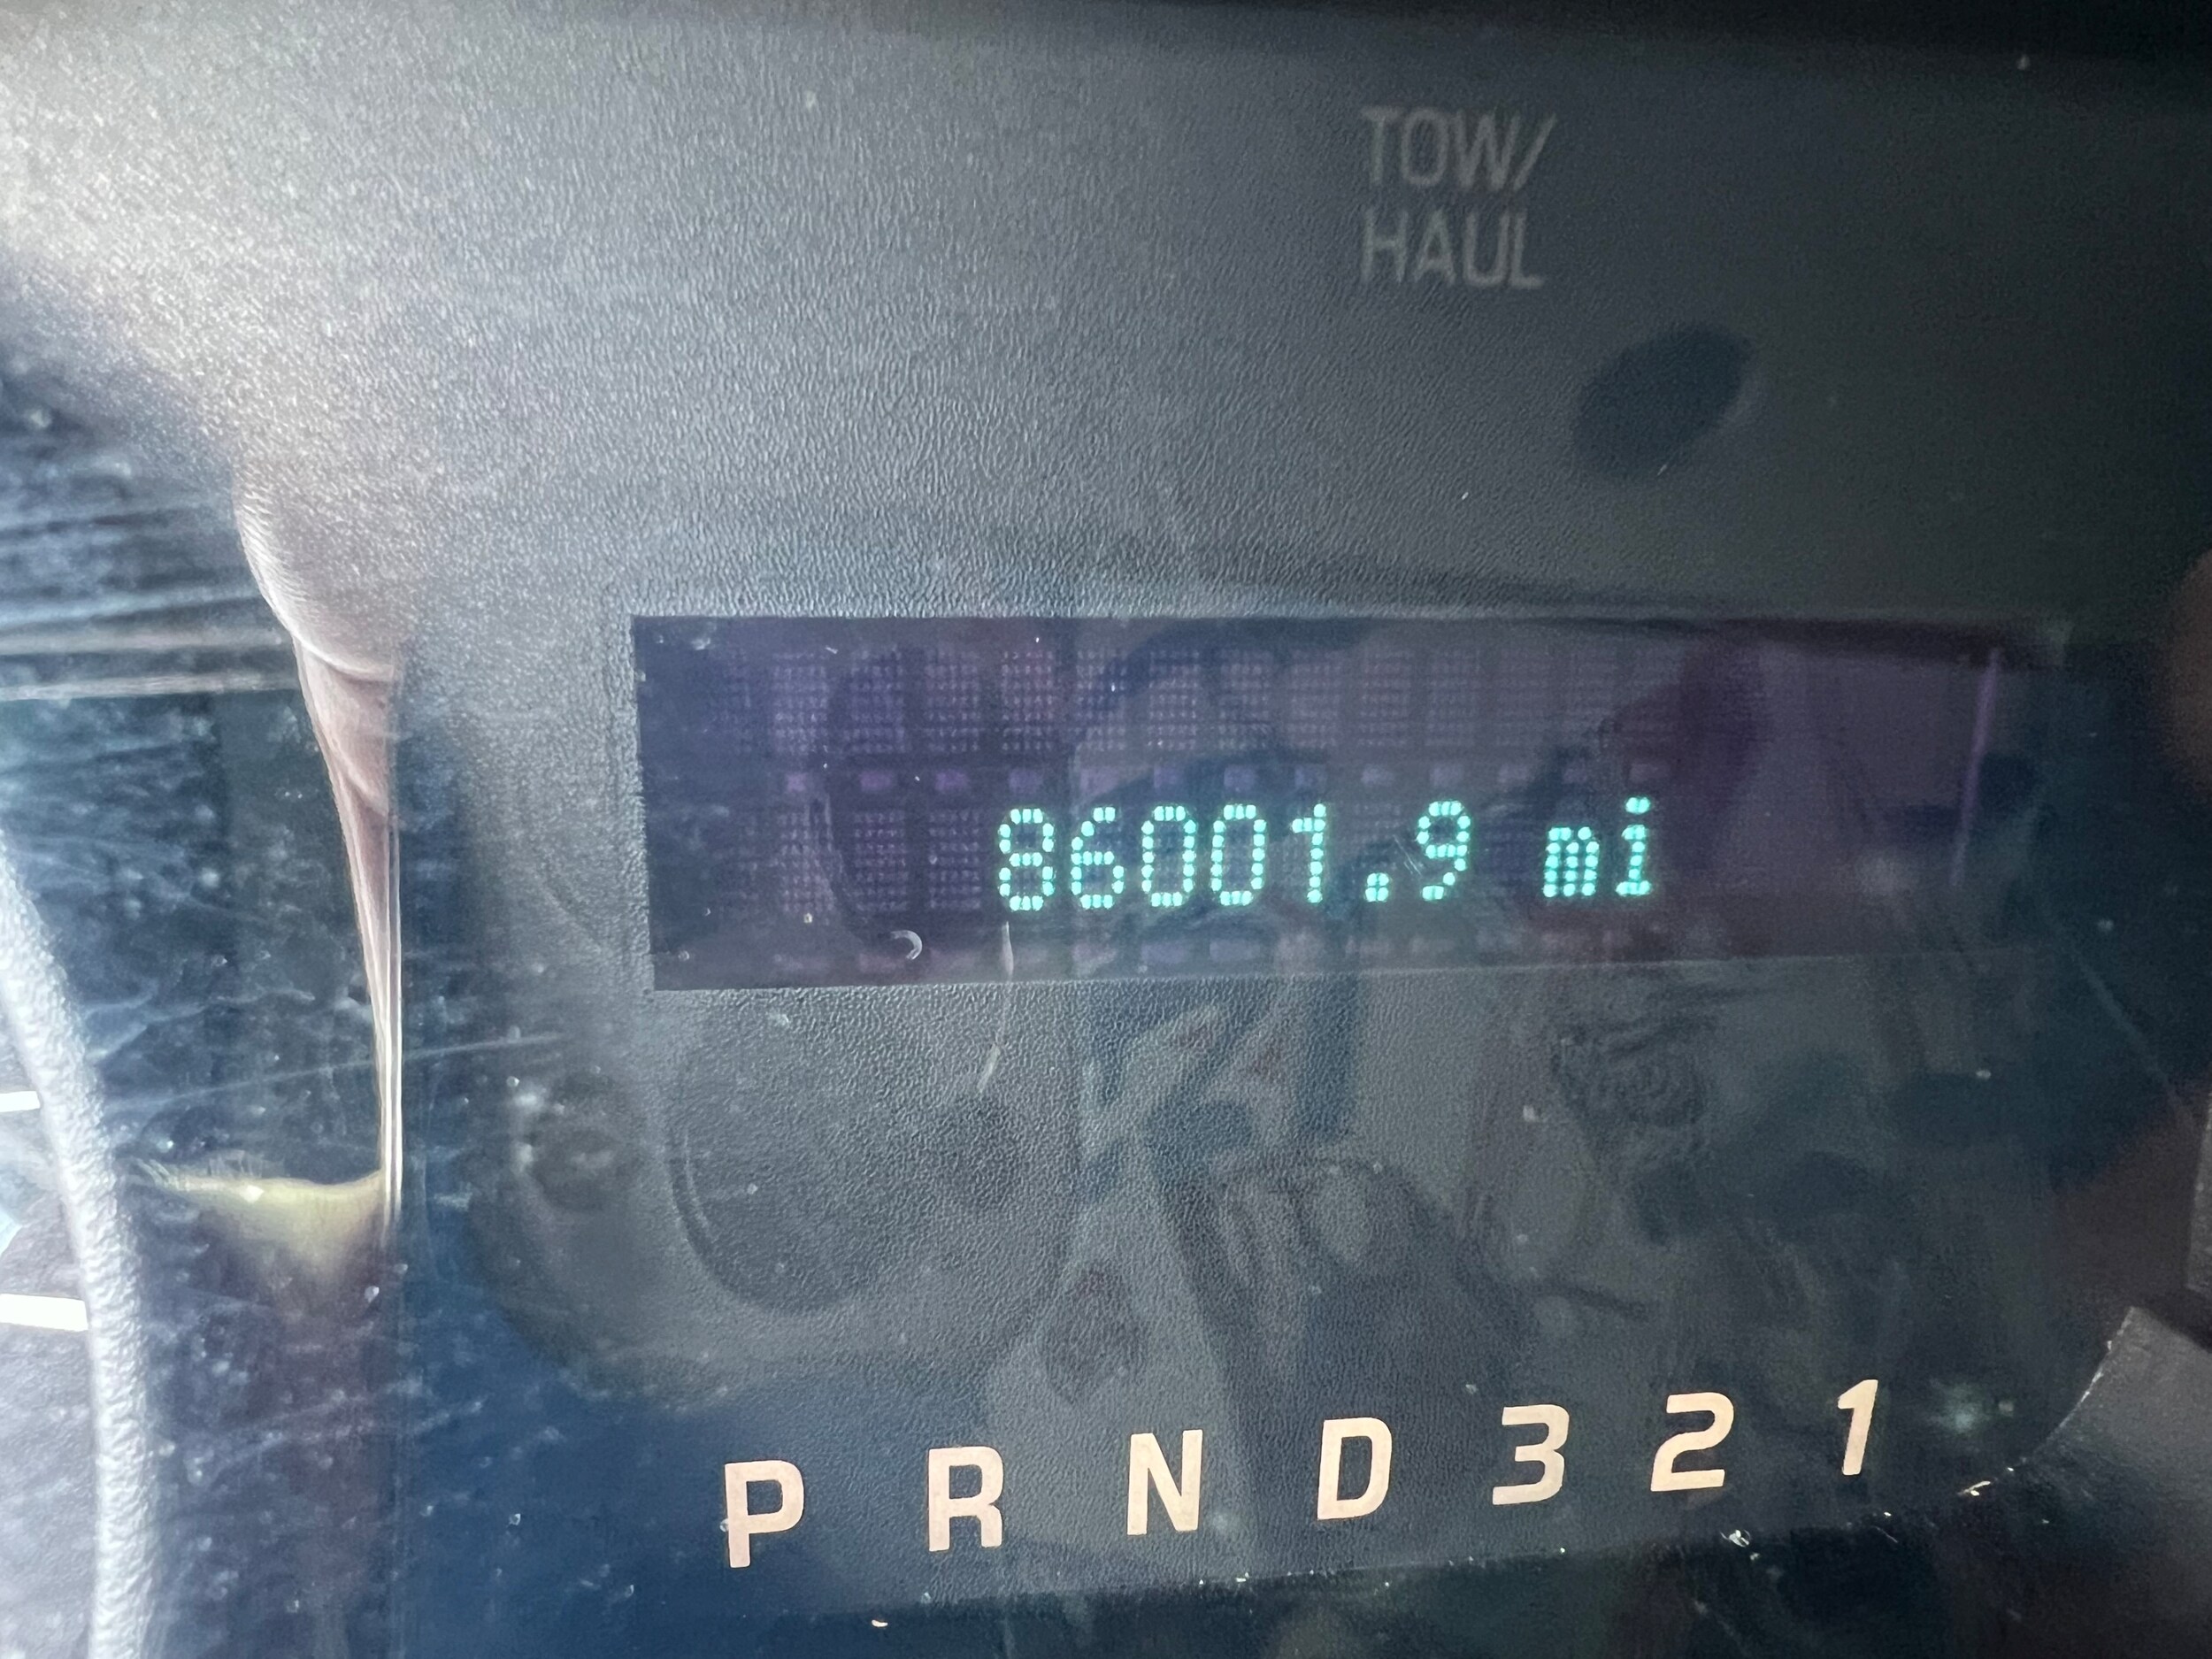 TOW/
HAUL
86001.9 mi
P R N D 3 2 1